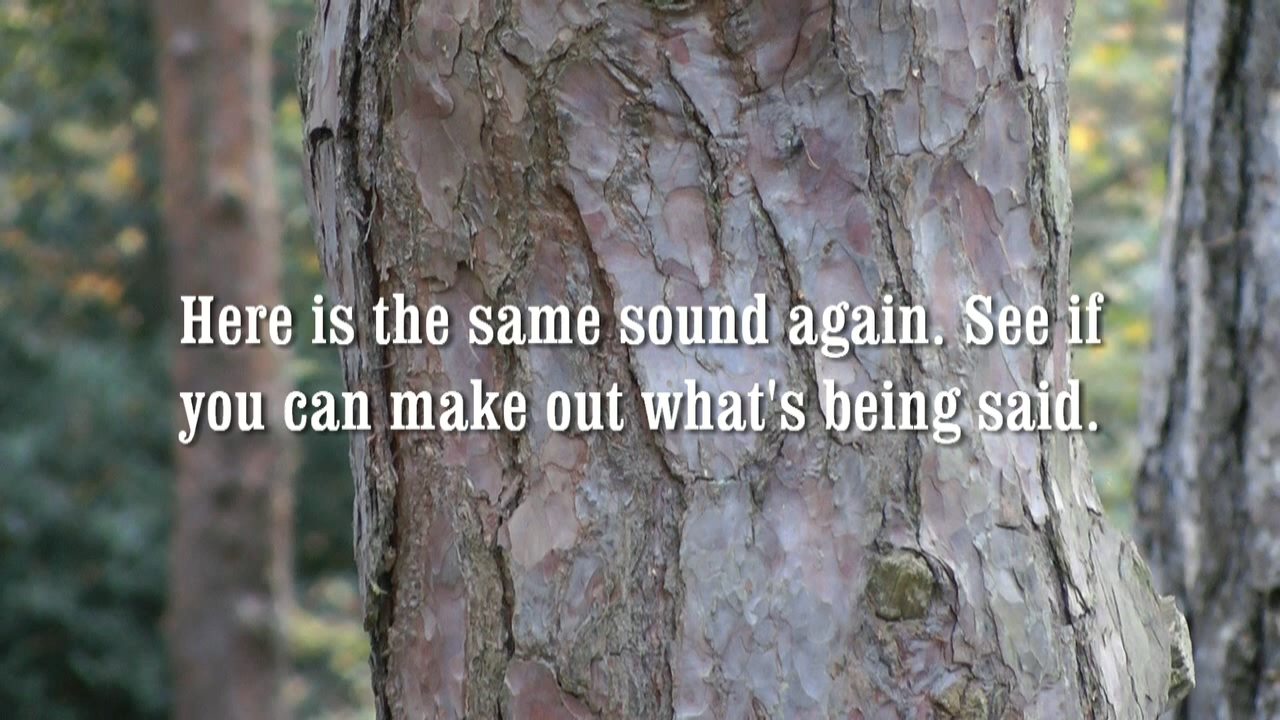 Here is the same sound again. See if
you can make out what's being said.